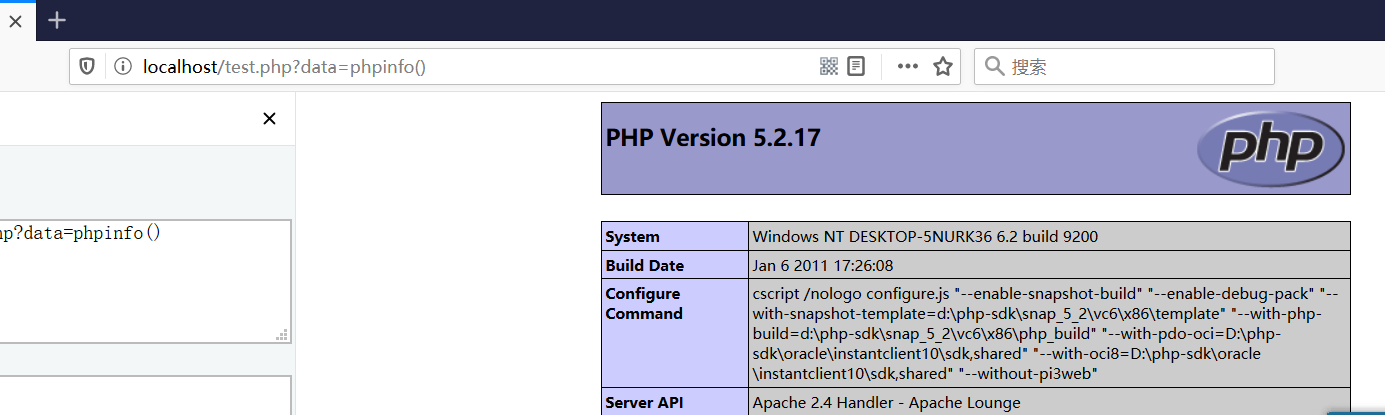 localhost/test.php?data=phpinfo()
搜索
p?data=phpinfo()
PHP Version 5.2.17
php
System Windows NT DESKTOP-5NURK36 6.2 build 9200
Build Date Jan 6 2011 17:26:08
Configure Command cscript /nologo configure.js "--enable-snapshot-build" "--enable-debug-pack" "--
with-snapshot-template=d:\php-sdk\snap_5_2\vc6\x86\template" "--with-php-
build=d:\php-sdk\snap_5_2\vc6\x86\php_build" "--with-pdo-oci=D:\php-
sdk\oracle\instantclient10\sdk,shared" "--with-oci8=D:\php-sdk\oracle
\instantclient10\sdk,shared" "--without-pi3web"
Server API Apache 2.4 Handler - Apache Lounge